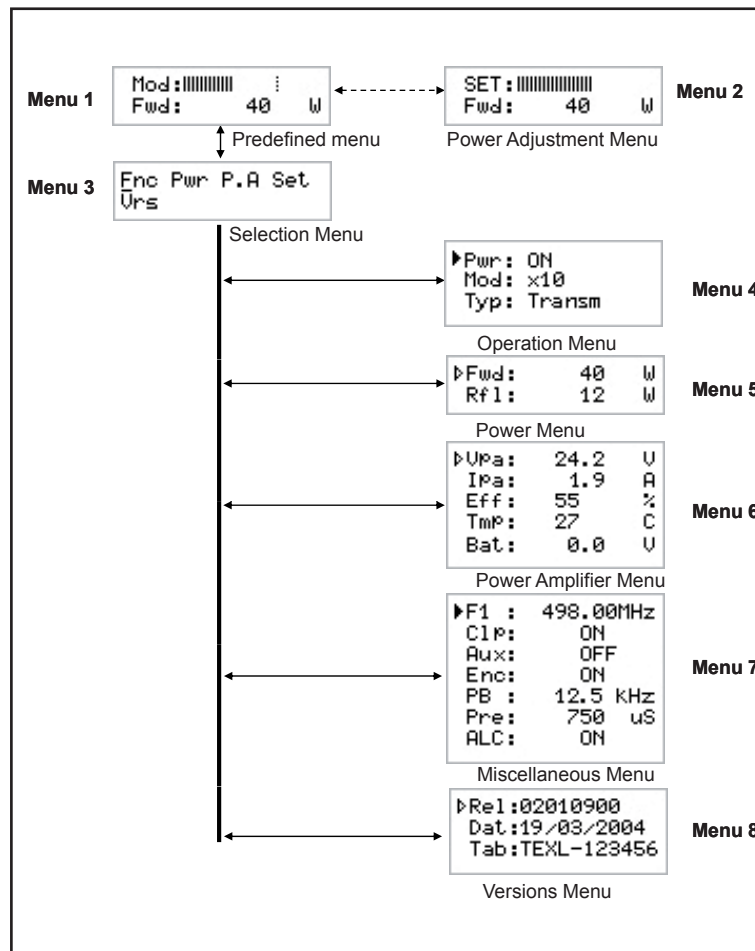 Menu 1
Mod:
Fwd: 40 W
SET:
Fwd: 40 W
Menu 2
Predefined menu
Power Adjustment Menu
Menu 3
Fnc Pwr P.A Set
Vrs
Selection Menu
Pwr: ON
Mod: x10
Typ: Transm
Menu 4
Operation Menu
Fwd: 40 W
Rfl: 12 W
Menu 5
Power Menu
Vpa: 24.2 V
Ipa: 1.9 A
Eff: 55 %
Tmp: 27 C
Bat: 0.0 V
Menu 6
Power Amplifier Menu
F1 : 498.00MHz
Clp: ON
Aux: OFF
Enc: ON
PB : 12.5 KHz
Pre: 750 uS
ALC: ON
Menu 7
Miscellaneous Menu
Rel:02010900
Dat:19/03/2004
Tab:TEXL-123456
Menu 8
Versions Menu